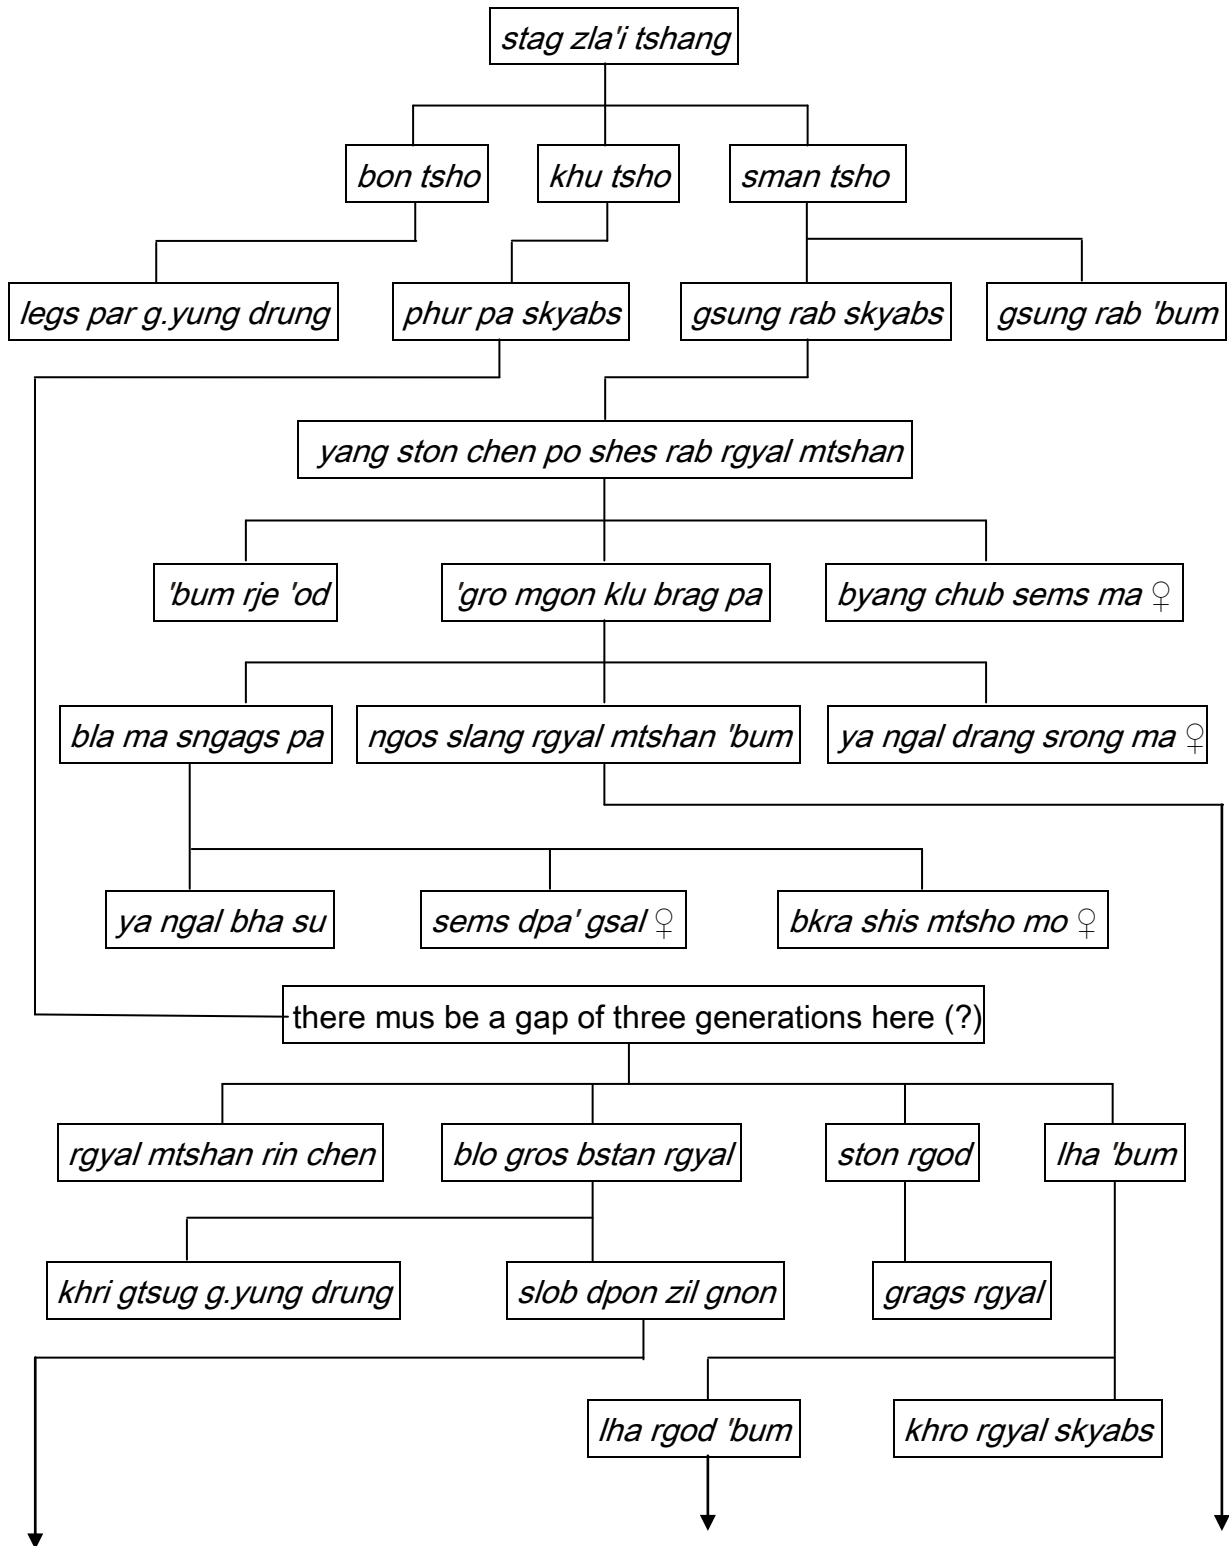 stag zla'i tshang
bon tsho
khu tsho
sman tsho
legs par g.yung drung
phur pa skyabs
gsung rab skyabs
gsung rab 'bum
yang ston chen po shes rab rgyal mtshan
'bum rje 'od
'gro mgon klu brag pa
byang chub sems ma ♀
bla ma sngags pa
ngos slang rgyal mtshan 'bum
ya ngal drang srong ma ♀
ya ngal bha su
sems dpa' gsal ♀
bkra shis mtsho mo ♀
there mus be a gap of three generations here (?)
rgyal mtshan rin chen
blo gros bstan rgyal
ston rgod
lha 'bum
khri gtsug g.yung drung
slob dpon zil gnon
grags rgyal
lha rgod 'bum
khro rgyal skyabs